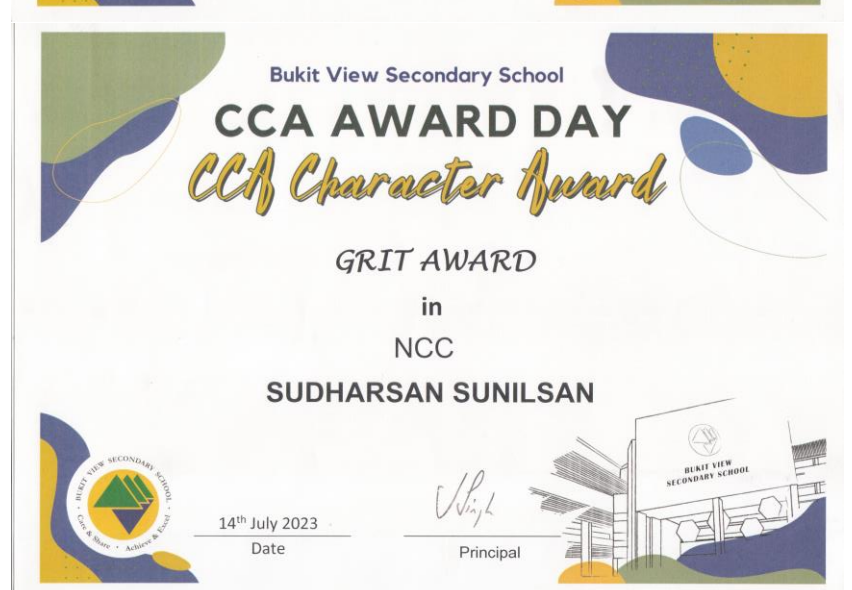 Bukit View Secondary School
CCA AWARD DAY
CCA Character Award
GRIT AWARD
in
NCC
SUDHARSAN SUNILSAN
BUKIT VIEW
SECONDARY SCHOOL
BUKIT VIEW SECONDARY SCHOOL
Care & Share • Achieve & Excel
14th July 2023
Date
Principal